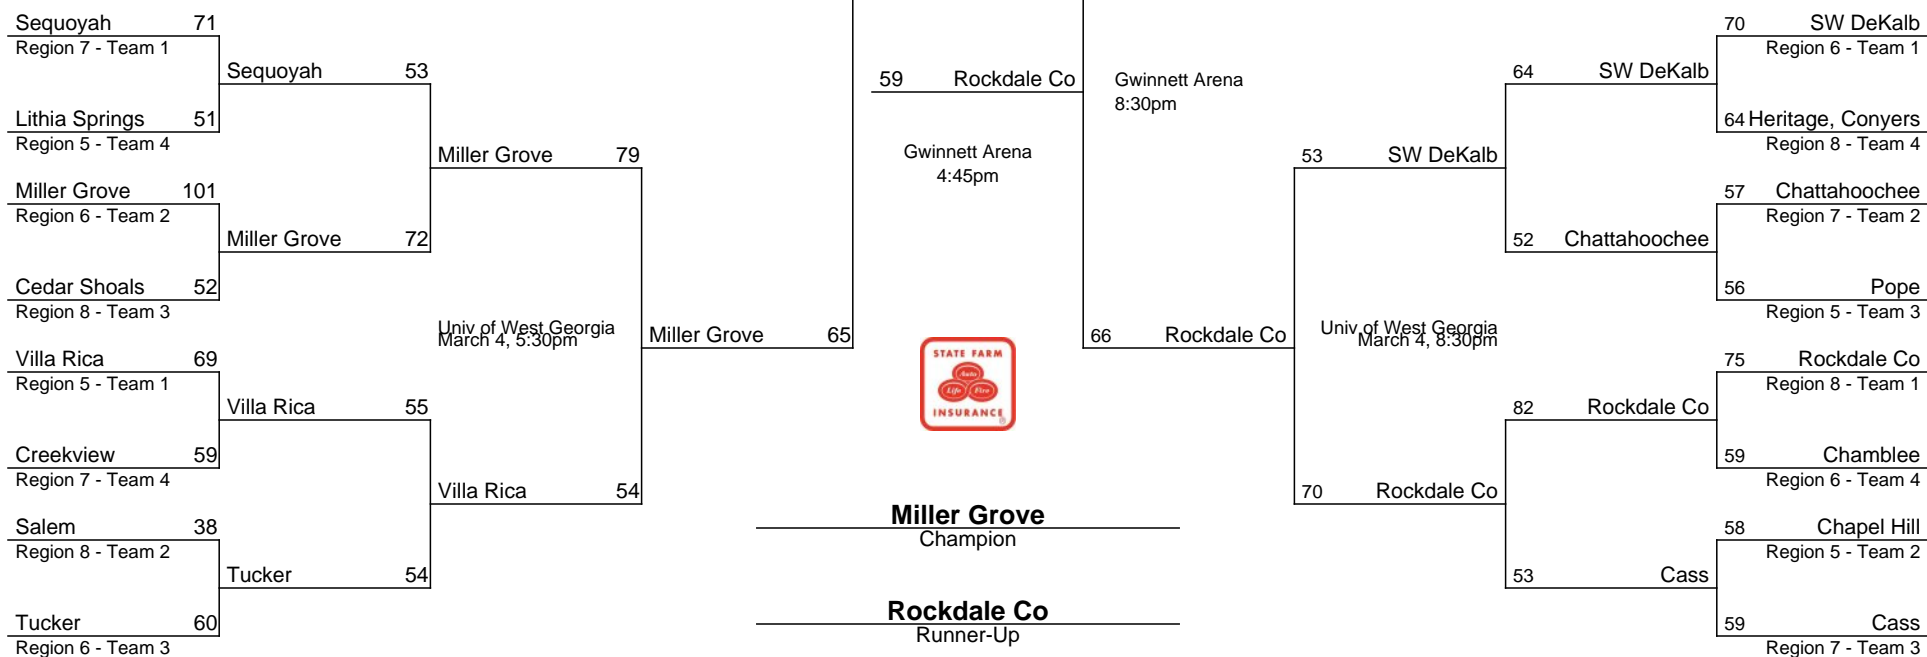 Sequoyah 71
Region 7 - Team 1
Sequoyah 53
Lithia Springs 51
Region 5 - Team 4
Miller Grove 79
Miller Grove 101
Region 6 - Team 2
Miller Grove 72
Cedar Shoals 52
Region 8 - Team 3
Univ of West Georgia
March 4, 5:30pm
Miller Grove 65
Villa Rica 69
Region 5 - Team 1
Villa Rica 55
Creekview 59
Region 7 - Team 4
Villa Rica 54
Salem 38
Region 8 - Team 2
Tucker 54
Tucker 60
Region 6 - Team 3
59 Rockdale Co
Gwinnett Arena
8:30pm
Gwinnett Arena
4:45pm
STATE FARM
Auto
Life Fire
INSURANCE
®
Miller Grove
Champion
Rockdale Co
Runner-Up
70 SW DeKalb
Region 6 - Team 1
64 SW DeKalb
64 Heritage, Conyers
Region 8 - Team 4
53 SW DeKalb
57 Chattahoochee
Region 7 - Team 2
52 Chattahoochee
56 Pope
Region 5 - Team 3
66 Rockdale Co
Univ of West Georgia
March 4, 8:30pm
75 Rockdale Co
Region 8 - Team 1
82 Rockdale Co
59 Chamblee
Region 6 - Team 4
70 Rockdale Co
58 Chapel Hill
Region 5 - Team 2
53 Cass
59 Cass
Region 7 - Team 3